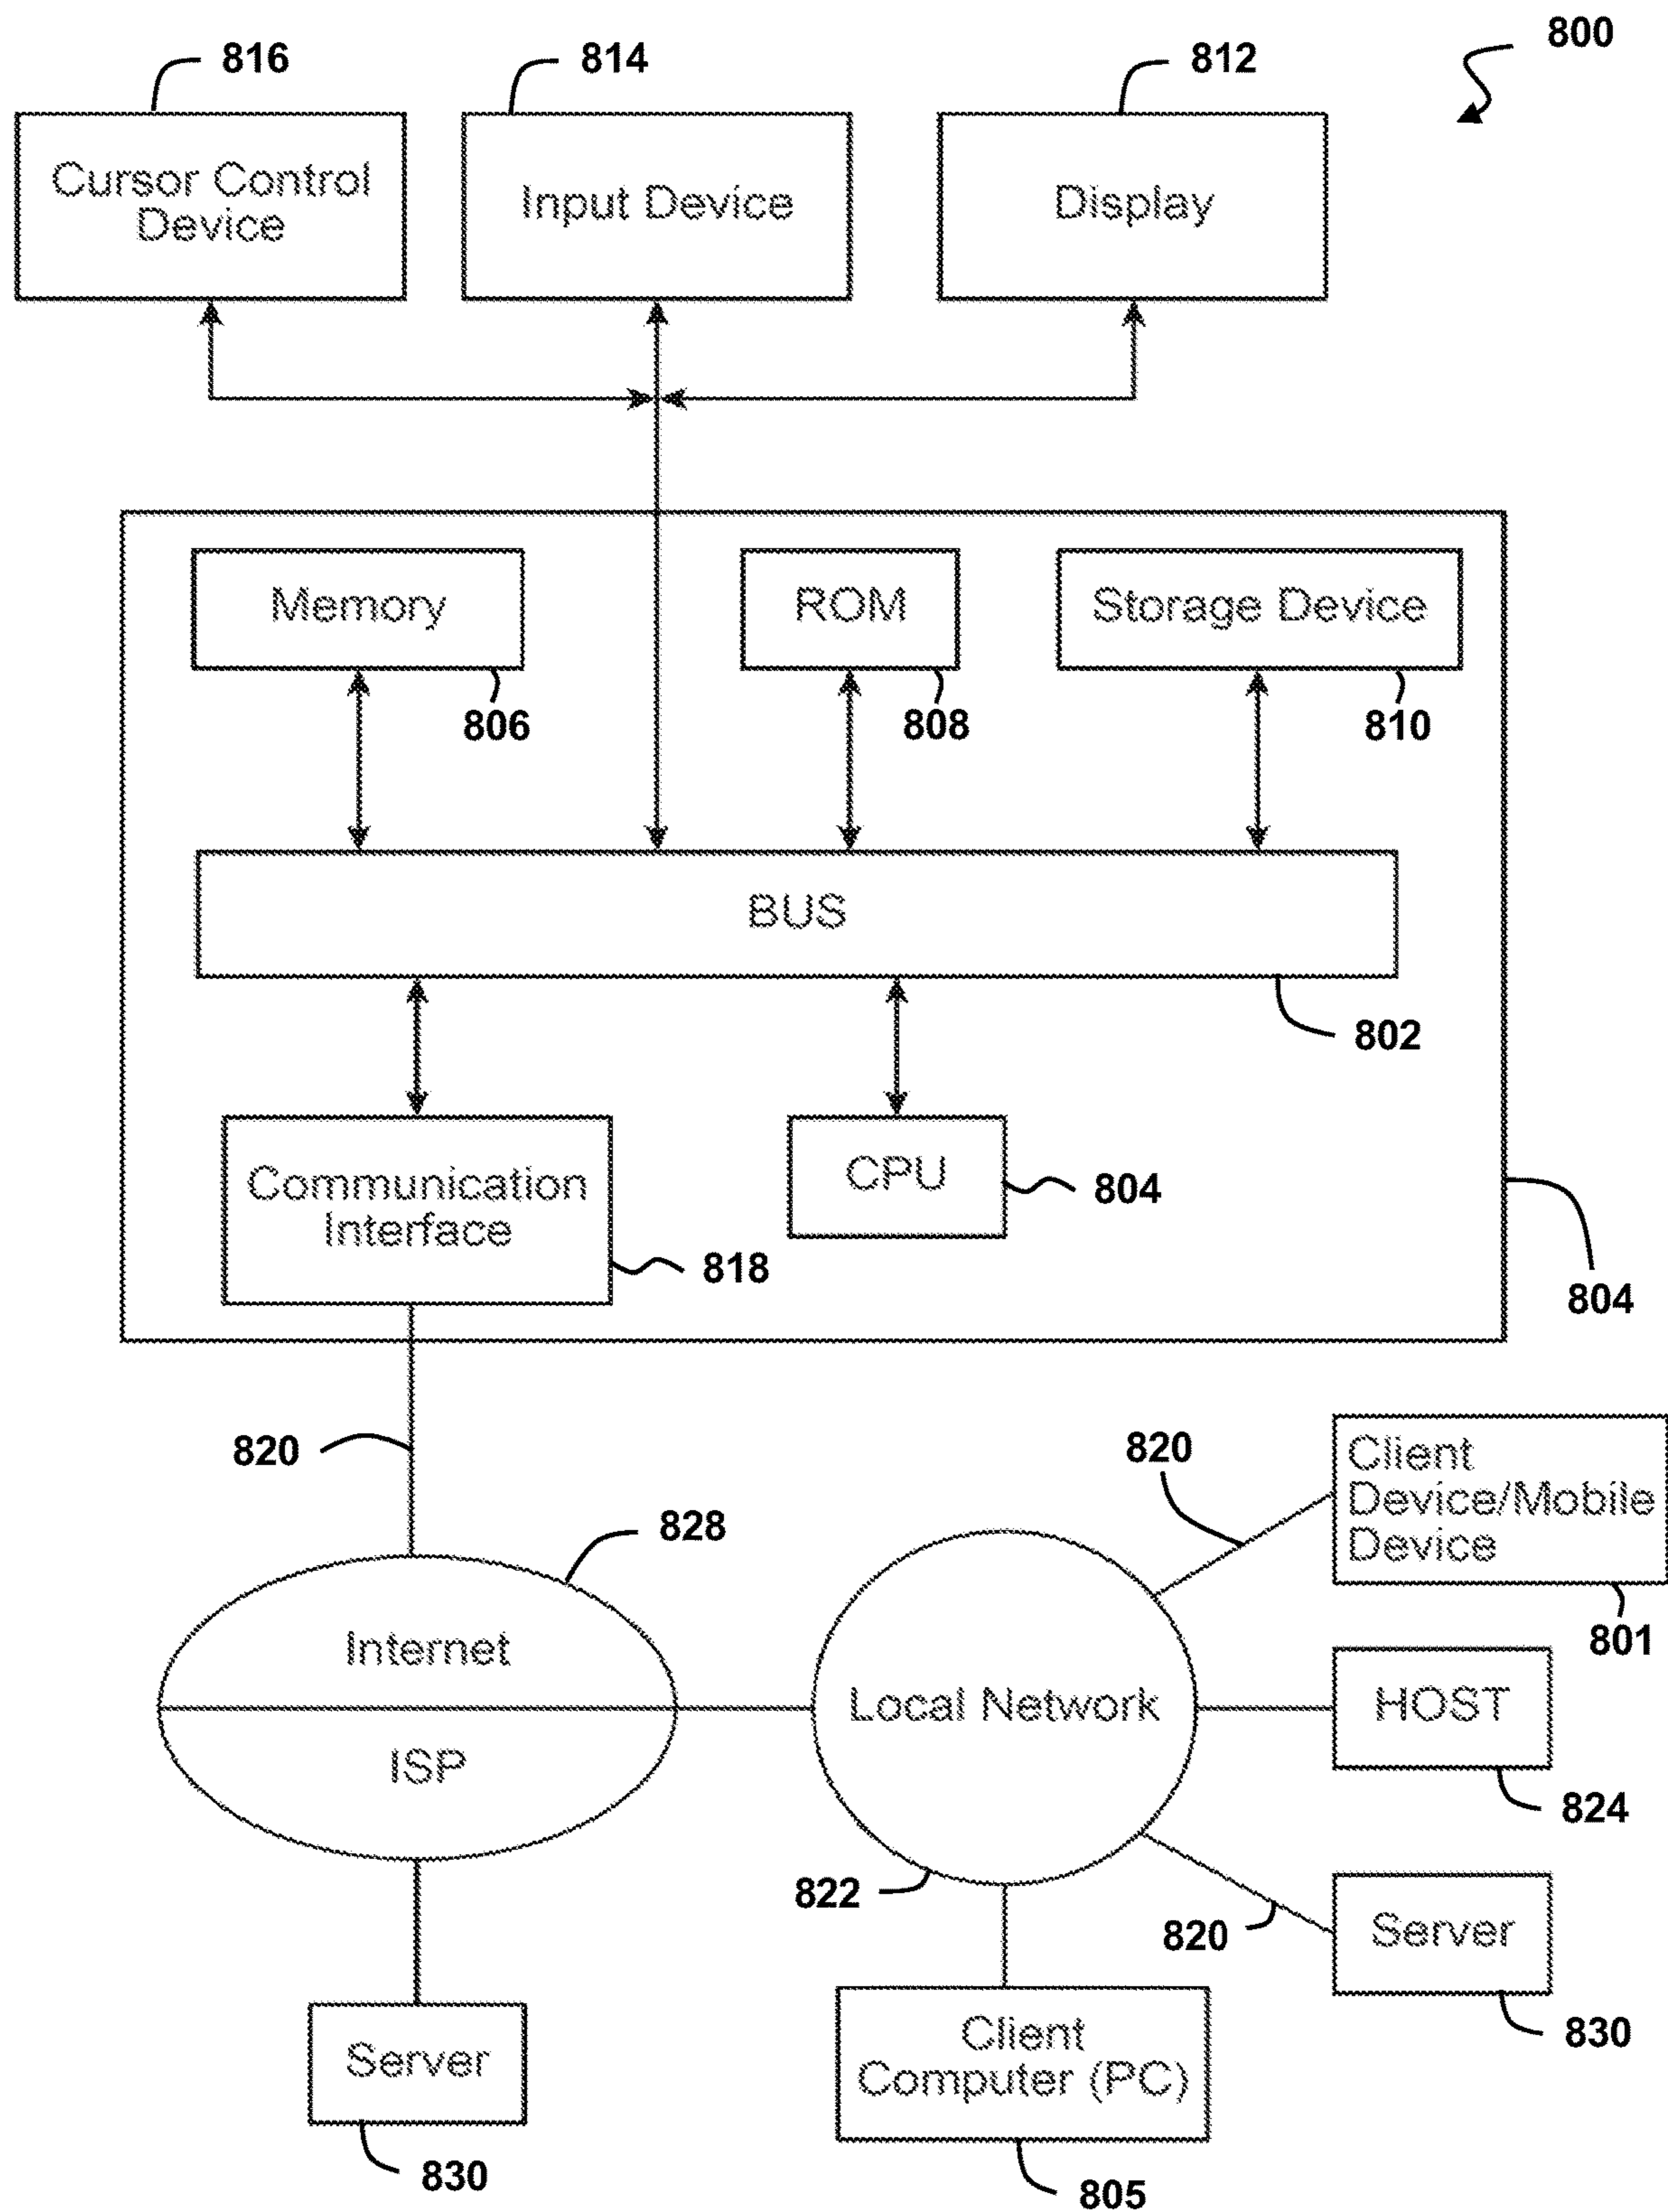 800
816
814
812
Cursor Control
Device
Input Device
Display
Memory
ROM
Storage Device
806
808
810
BUS
802
Communication
Interface
CPU
804
818
804
820
820
Client
Device/Mobile
Device
801
828
Internet
ISP
Local Network
HOST
824
822
820
Server
830
Server
830
Client
Computer (PC)
805